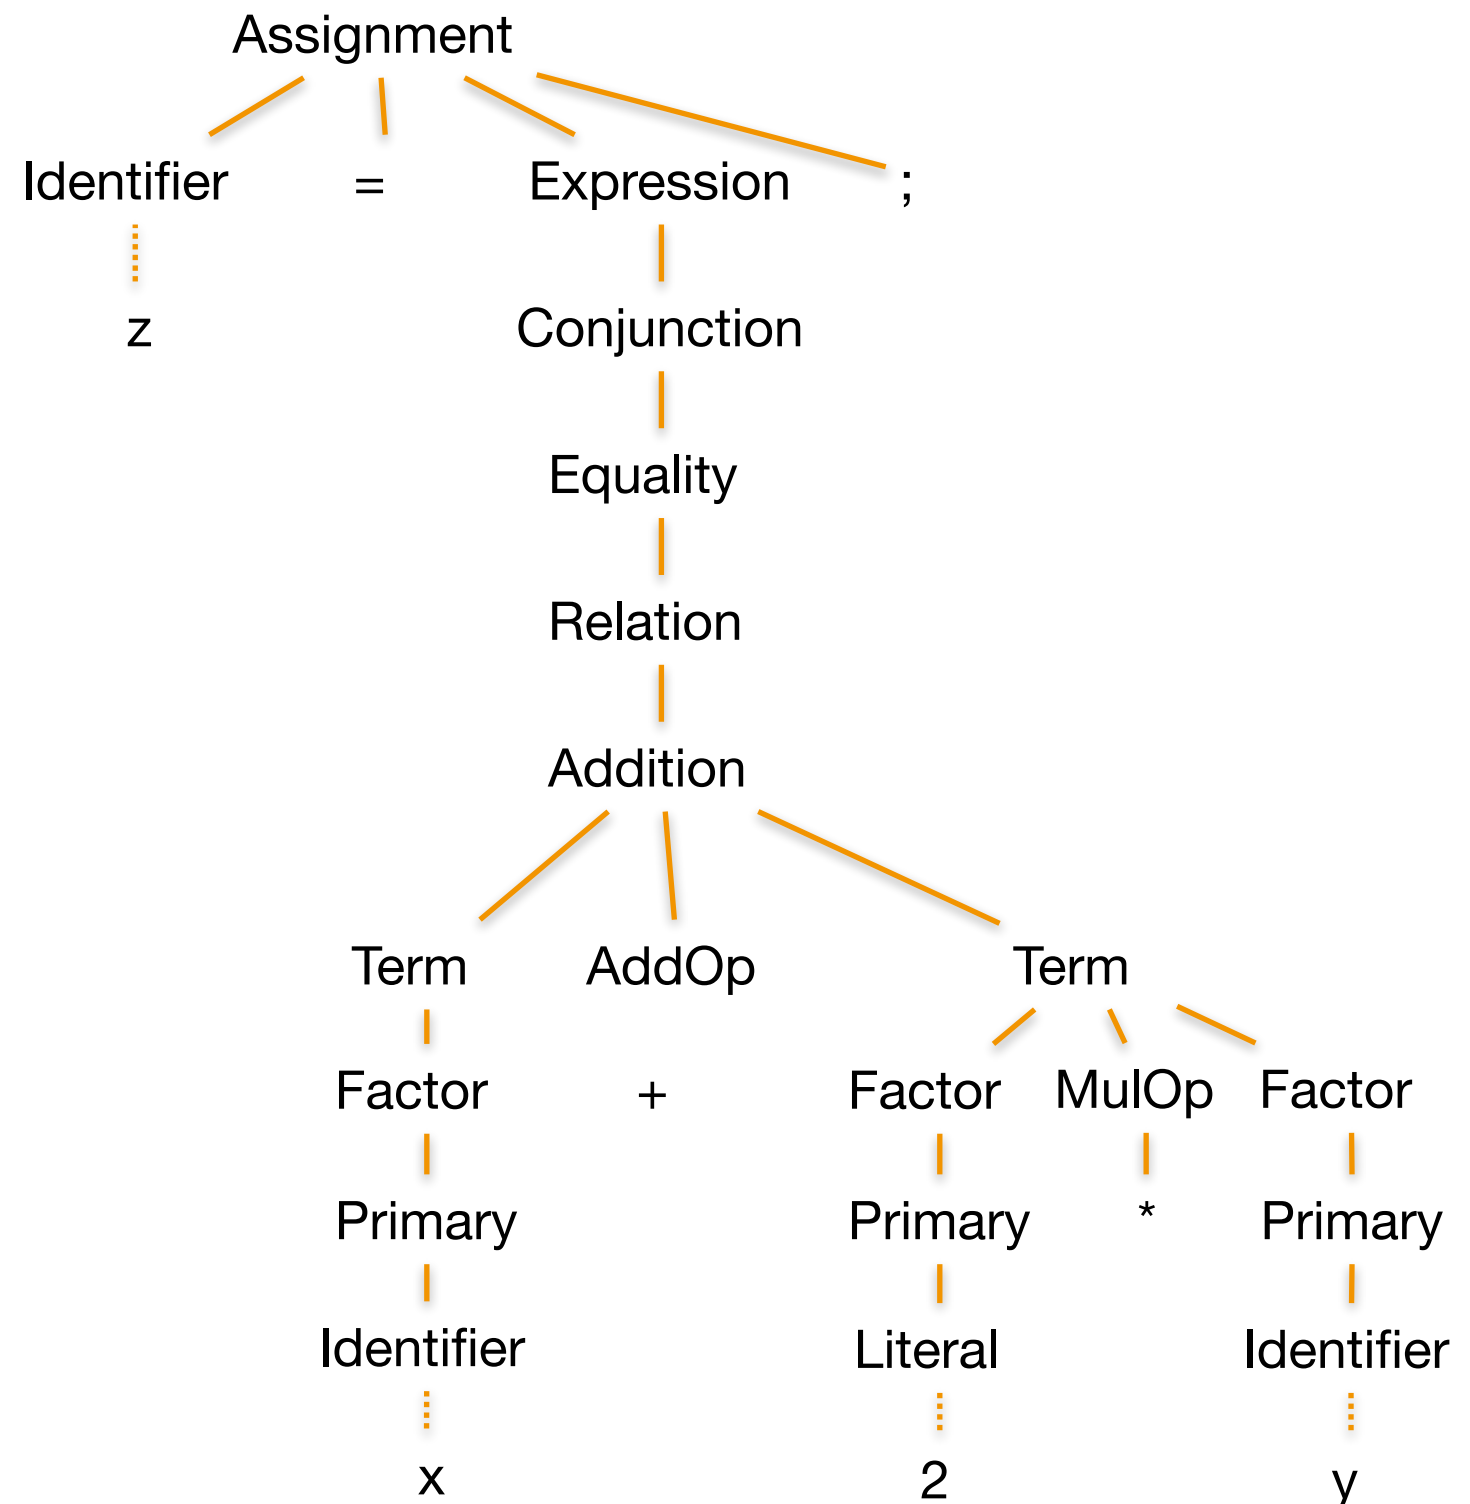 Assignment
Identifier = Expression ;
z Conjunction
Equality
Relation
Addition
Term AddOp Term
Factor + Factor MulOp Factor
Primary Primary * Primary
Identifier Literal Identifier
x 2 y